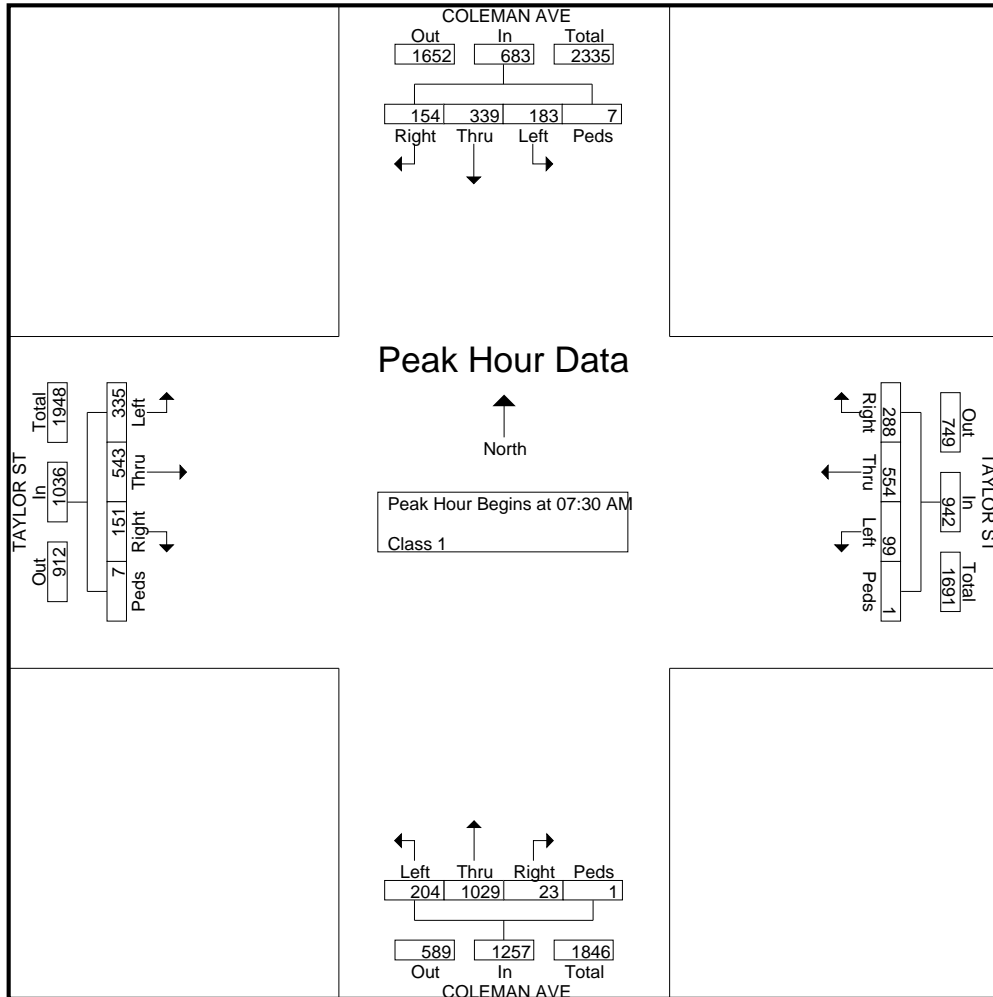 COLEMAN AVE
Out In Total
1652 683 2335
154 339 183 7
Right Thru Left Peds
Peak Hour Data
North
Peak Hour Begins at 07:30 AM
Class 1
TAYLOR ST
Total In Out
1948 1036 912
335 543 151 7
Left Thru Right Peds
TAYLOR ST
Out In Total
749 942 1691
288 554 99 1
Right Thru Left Peds
Left Thru Right Peds
204 1029 23 1
589 1257 1846
Out In Total
COLEMAN AVE